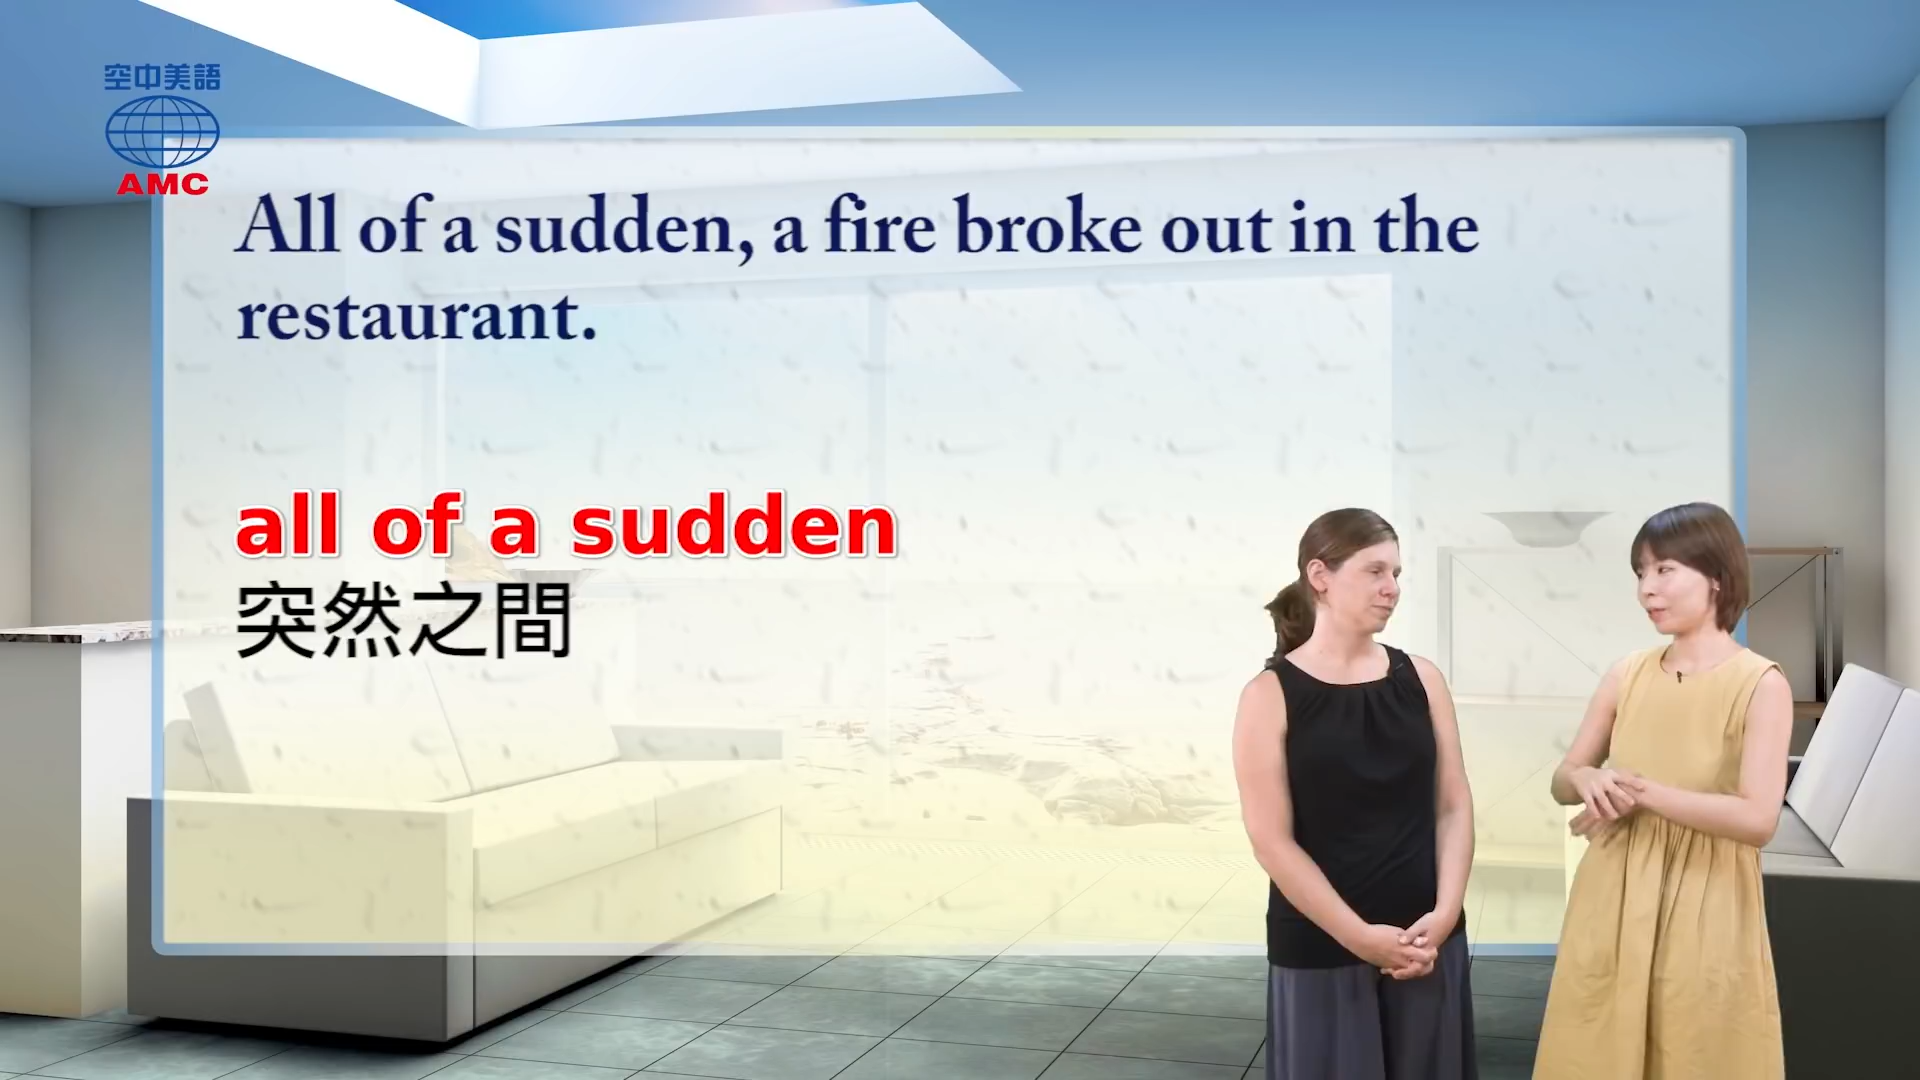 空中美語
AMC
All of a sudden, a fire broke out in the
restaurant.
all of a sudden
突然之間